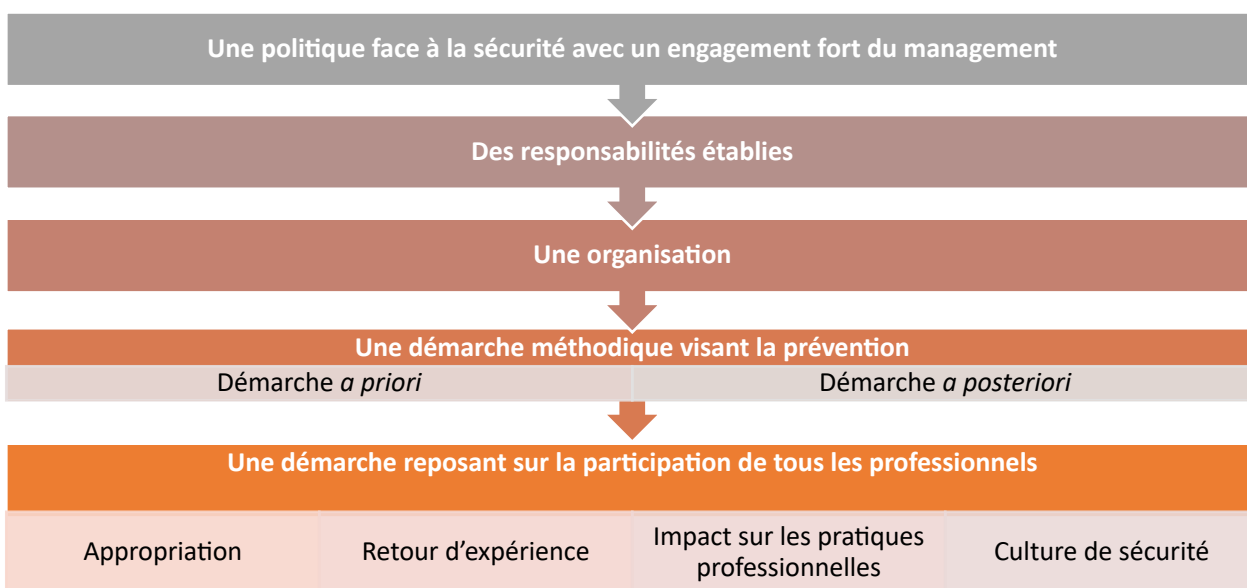 Une politique face à la sécurité avec un engagement fort du management
Des responsabilités établies
Une organisation
Une démarche méthodique visant la prévention
Démarche a priori
Démarche a posteriori
Une démarche reposant sur la participation de tous les professionnels
Appropriation
Retour d’expérience
Impact sur les pratiques
professionnelles
Culture de sécurité